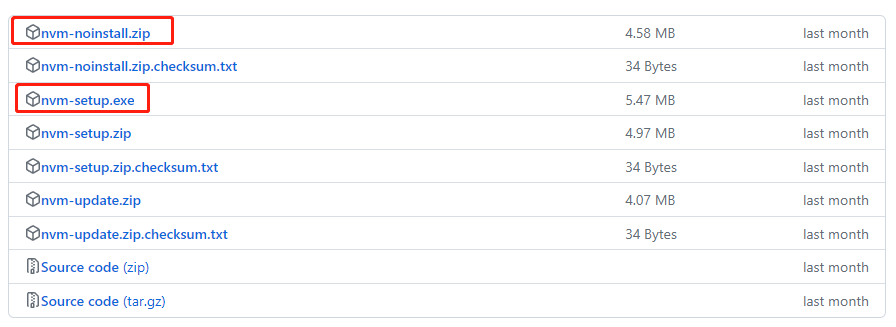 nvm-noinstall.zip 4.58 MB last month
nvm-noinstall.zip.checksum.txt 34 Bytes last month
nvm-setup.exe 5.47 MB last month
nvm-setup.zip 4.97 MB last month
nvm-setup.zip.checksum.txt 34 Bytes last month
nvm-update.zip 4.07 MB last month
nvm-update.zip.checksum.txt 34 Bytes last month
Source code (zip) last month
Source code (tar.gz) last month